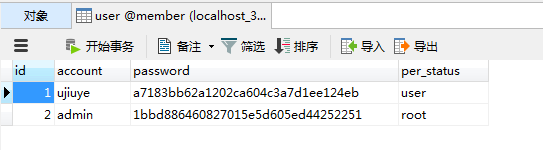 对象 user @member (localhost_3...
开始事务 备注 筛选 排序 导入 导出
id account password per_status
1 ujiuye a7183bb62a1202ca604c3a7d1ee124eb user
2 admin 1bbd886460827015e5d605ed44252251 root